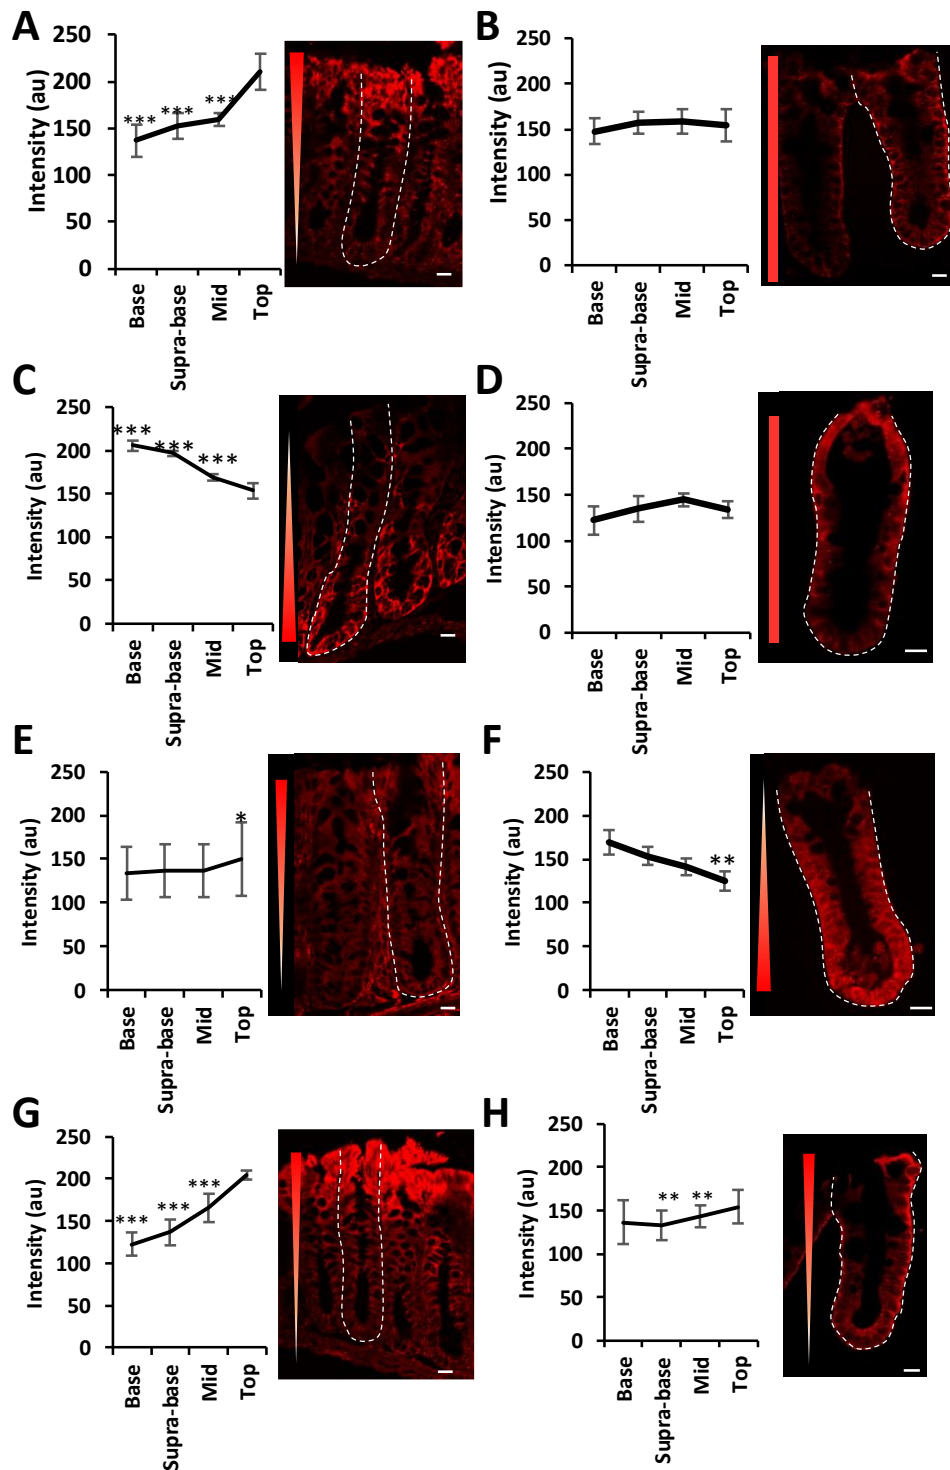 A
Intensity (au)
250
200
150
100
50
0
*** *** *** 
Base
Supra-base
Mid
Top
B
Intensity (au)
250
200
150
100
50
0
Base
Supra-base
Mid
Top
C
Intensity (au)
250
200
150
100
50
0
*** *** ***
Base
Supra-base
Mid
Top
D
Intensity (au)
250
200
150
100
50
0
Base
Supra-base
Mid
Top
E
Intensity (au)
250
200
150
100
50
0
*
Base
Supra-base
Mid
Top
F
Intensity (au)
250
200
150
100
50
0
**
Base
Supra-base
Mid
Top
G
Intensity (au)
250
200
150
100
50
0
*** *** ***
Base
Supra-base
Mid
Top
H
Intensity (au)
250
200
150
100
50
0
** **
Base
Supra-base
Mid
Top